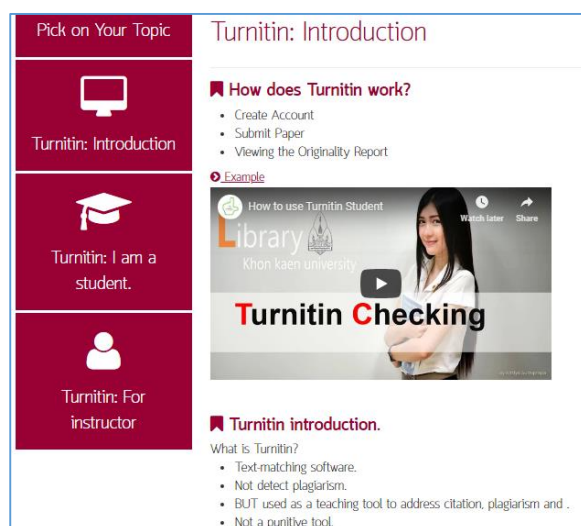 Pick on Your Topic
Turnitin: Introduction
Turnitin: I am a
student.
Turnitin: For
instructor
Turnitin: Introduction
How does Turnitin work?
• Create Account
• Submit Paper
• Viewing the Originality Report
Example
How to use Turnitin Student
Watch later Share
Library
Khon kaen university
Turnitin Checking
Turnitin introduction.
What is Turnitin?
• Text-matching software.
• Not detect plagiarism.
• BUT used as a teaching tool to address citation, plagiarism and .
• Not a punitive tool.